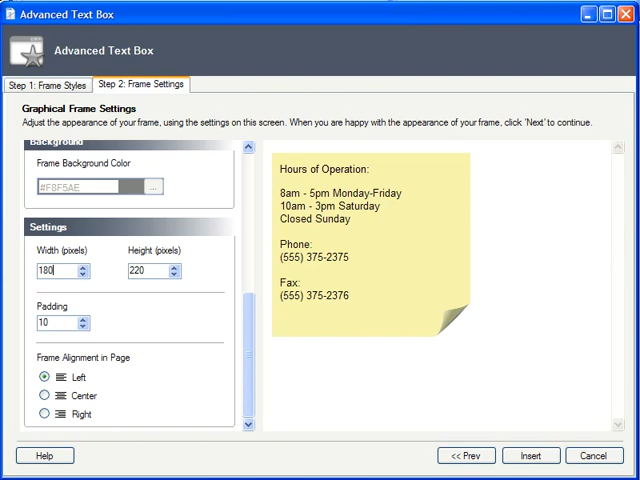 Advanced Text Box
Advanced Text Box
Step 1: Frame Styles
Step 2: Frame Settings
Graphical Frame Settings
Adjust the appearance of your frame, using the settings on this screen. When you are happy with the appearance of your frame, click 'Next' to continue.
Background
Frame Background Color
#F8F5AE
...
Settings
Width (pixels)
Height (pixels)
180
220
Padding
10
Frame Alignment in Page
Left
Center
Right
Hours of Operation:
8am - 5pm Monday-Friday
10am - 3pm Saturday
Closed Sunday
Phone:
(555) 375-2375
Fax:
(555) 375-2376
Help
<< Prev
Insert
Cancel